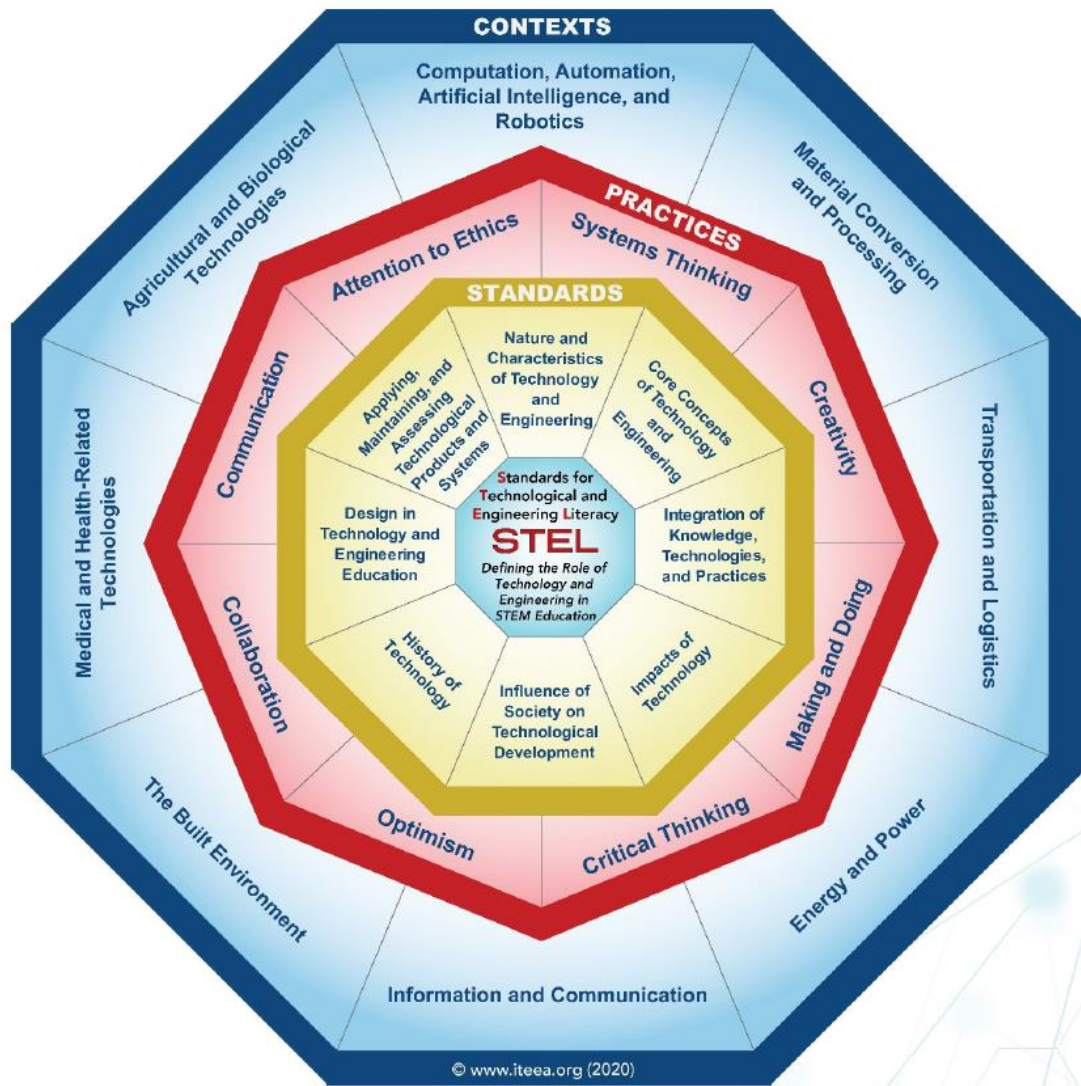 CONTEXTS
Computation, Automation,
Artificial Intelligence, and
Robotics
Material Conversion
and Processing
Transportation and Logistics
Energy and Power
Information and Communication
The Built Environment
Medical and Health-Related
Technologies
Agricultural and Biological
Technologies
PRACTICES
Systems Thinking
Creativity
Making and Doing
Critical Thinking
Optimism
Collaboration
Communication
Attention to Ethics
STANDARDS
Nature and
Characteristics
of Technology
and
Engineering
Core Concepts
of Technology
and
Engineering
Integration of
Knowledge,
Technologies,
and Practices
Impacts of
Technology
Influence of
Society on
Technological
Development
History of
Technology
Design in
Technology and
Engineering
Education
Applying,
Maintaining, and
Assessing
Technological
Products and
Systems
Standards for
Technological and
Engineering Literacy
STEL
Defining the Role of
Technology and
Engineering in
STEM Education
© www.iteea.org (2020)